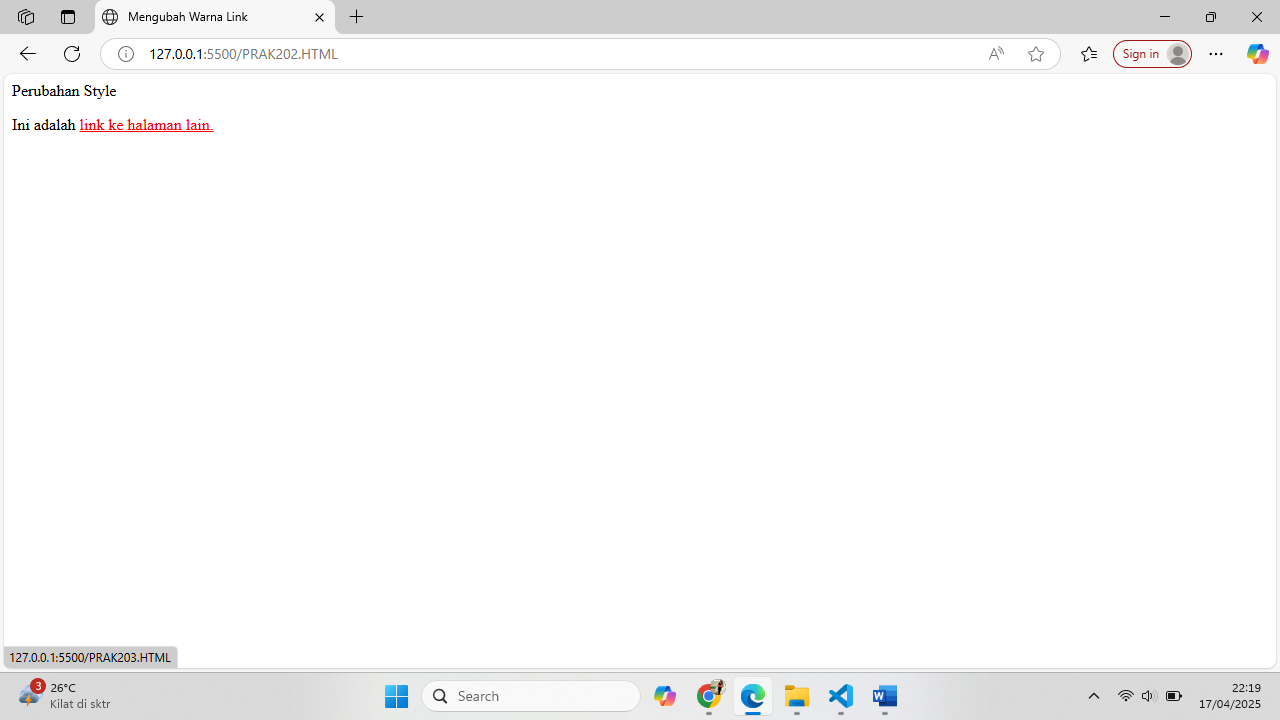 Mengubah Warna Link
127.0.0.1:5500/PRAK202.HTML
Sign in
Perubahan Style
Ini adalah link ke halaman lain.
127.0.0.1:5500/PRAK203.HTML
3
26°C
Kilat di sktr
Search
22:19
17/04/2025